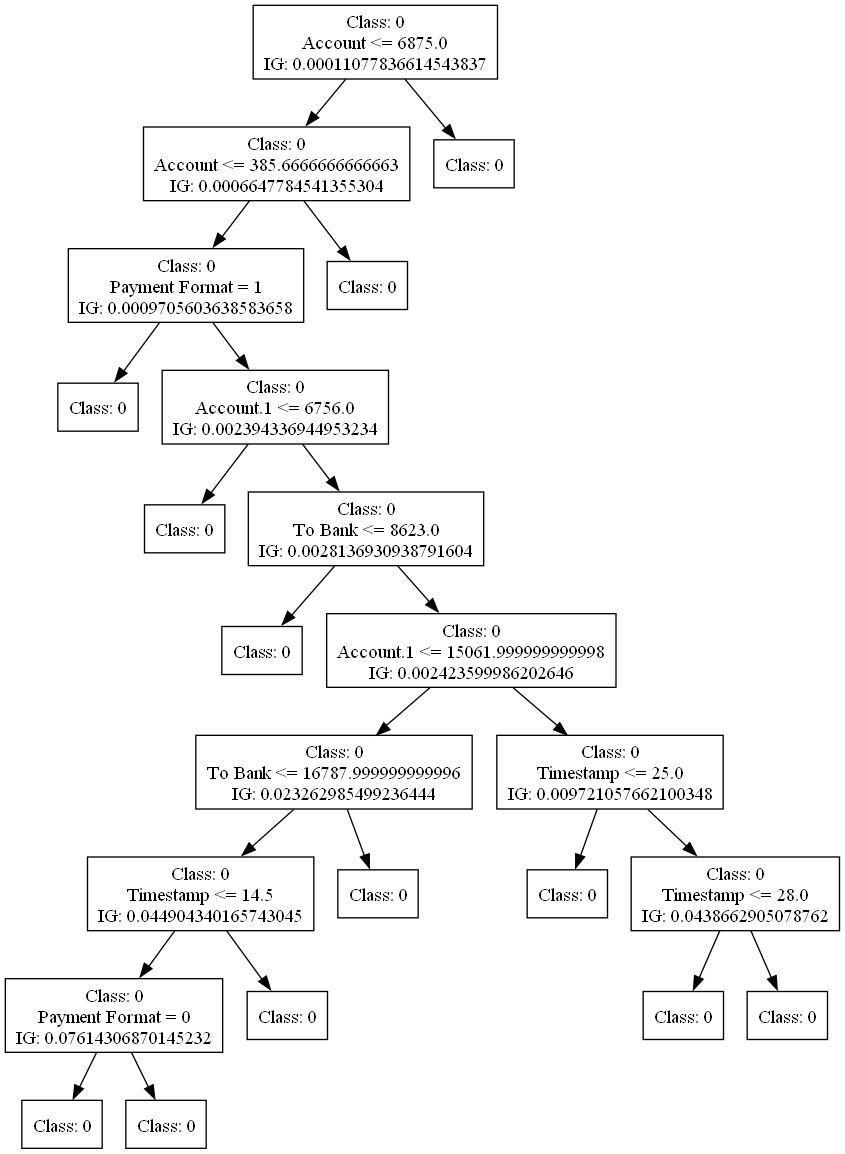 Class: 0
Account <= 6875.0
IG: 0.00011077836614543837
Class: 0
Account <= 385.6666666666663
IG: 0.0006647784541355304
Class: 0
Class: 0
Payment Format = 1
IG: 0.0009705603638583658
Class: 0
Class: 0
Class: 0
Account.1 <= 6756.0
IG: 0.002394336944953234
Class: 0
Class: 0
To Bank <= 8623.0
IG: 0.0028136930938791604
Class: 0
Class: 0
Account.1 <= 15061.999999999998
IG: 0.002423599986202646
Class: 0
To Bank <= 16787.999999999996
IG: 0.023262985499236444
Class: 0
Timestamp <= 25.0
IG: 0.009721057662100348
Class: 0
Timestamp <= 14.5
IG: 0.044904340165743045
Class: 0
Class: 0
Class: 0
Timestamp <= 28.0
IG: 0.0438662905078762
Class: 0
Payment Format = 0
IG: 0.07614306870145232
Class: 0
Class: 0
Class: 0
Class: 0
Class: 0